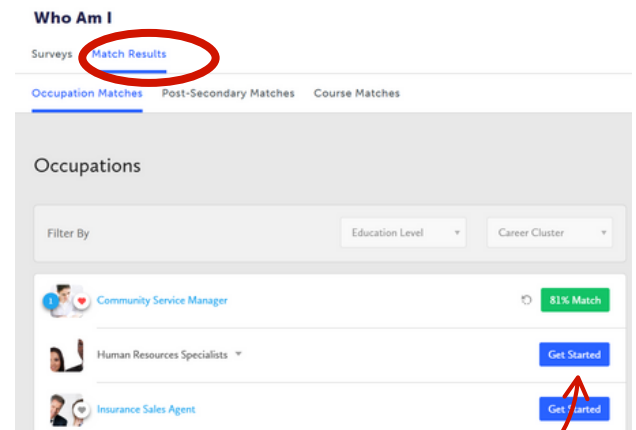 Who Am I
Surveys Match Results
Occupation Matches Post-Secondary Matches Course Matches
Occupations
Filter By Education Level Career Cluster
1 Community Service Manager 81% Match
Human Resources Specialists Get Started
Insurance Sales Agent Get Started